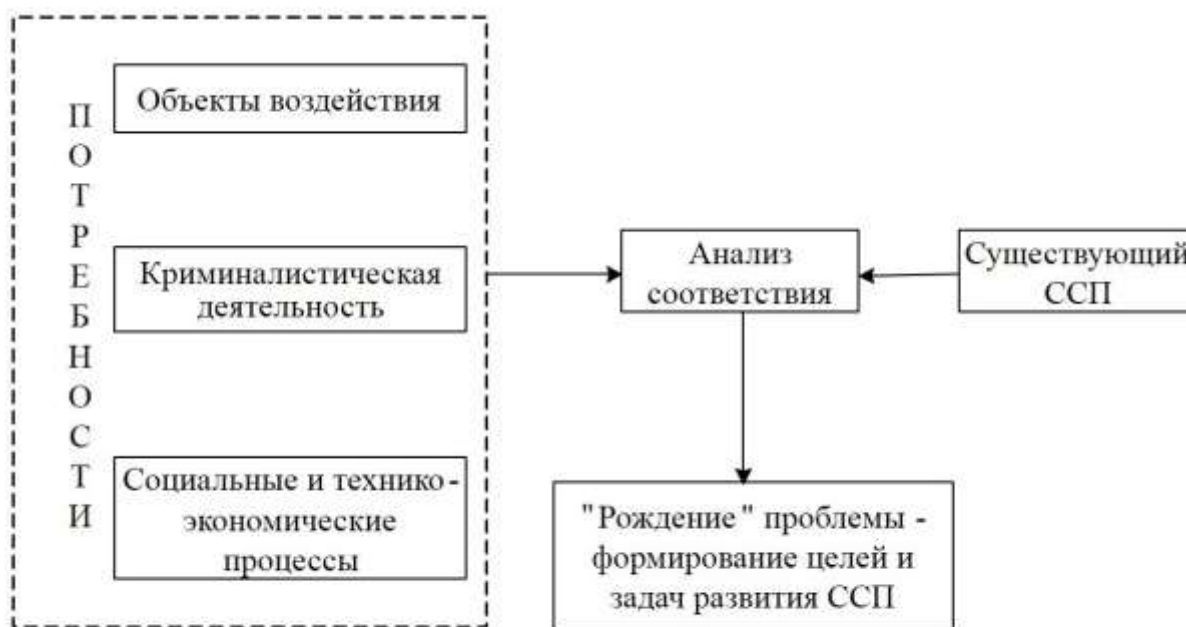 ПОТРЕБНОСТИ
Объекты воздействия
Криминалистическая
деятельность
Социальные и технико-
экономические
процессы
Анализ
соответствия
Существующий
ССП
"Рождение" проблемы -
формирование целей и
задач развития ССП